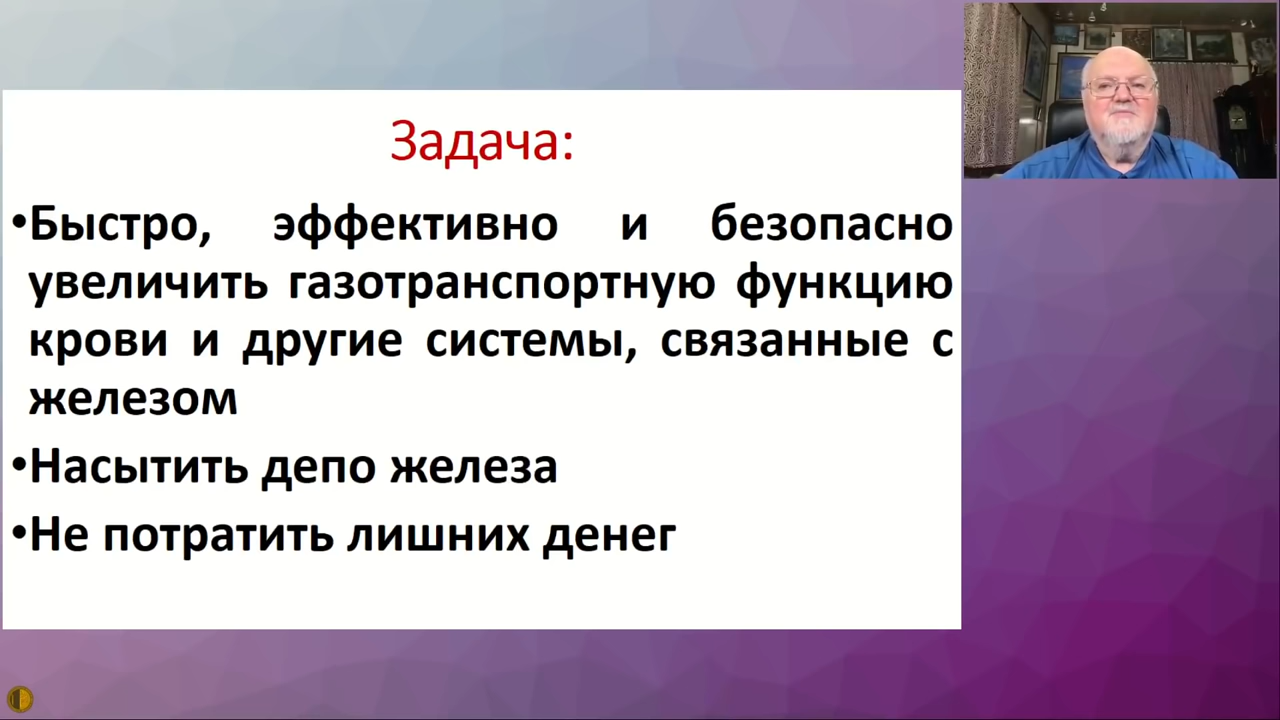 Задача:
•Быстро, эффективно и безопасно
увеличить газотранспортную функцию
крови и другие системы, связанные с
железом
•Насытить депо железа
•Не потратить лишних денег